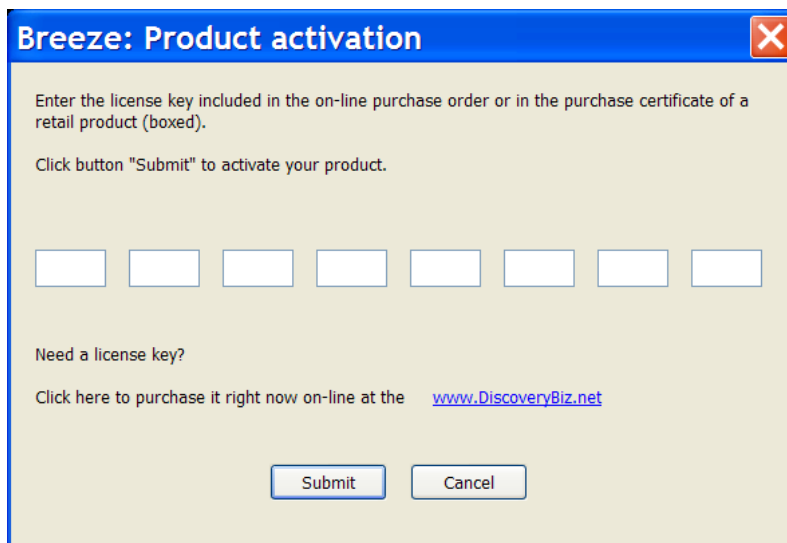 Breeze: Product activation
Enter the license key included in the on-line purchase order or in the purchase certificate of a
retail product (boxed).
Click button "Submit" to activate your product.
Need a license key?
Click here to purchase it right now on-line at the www.DiscoveryBiz.net
Submit Cancel